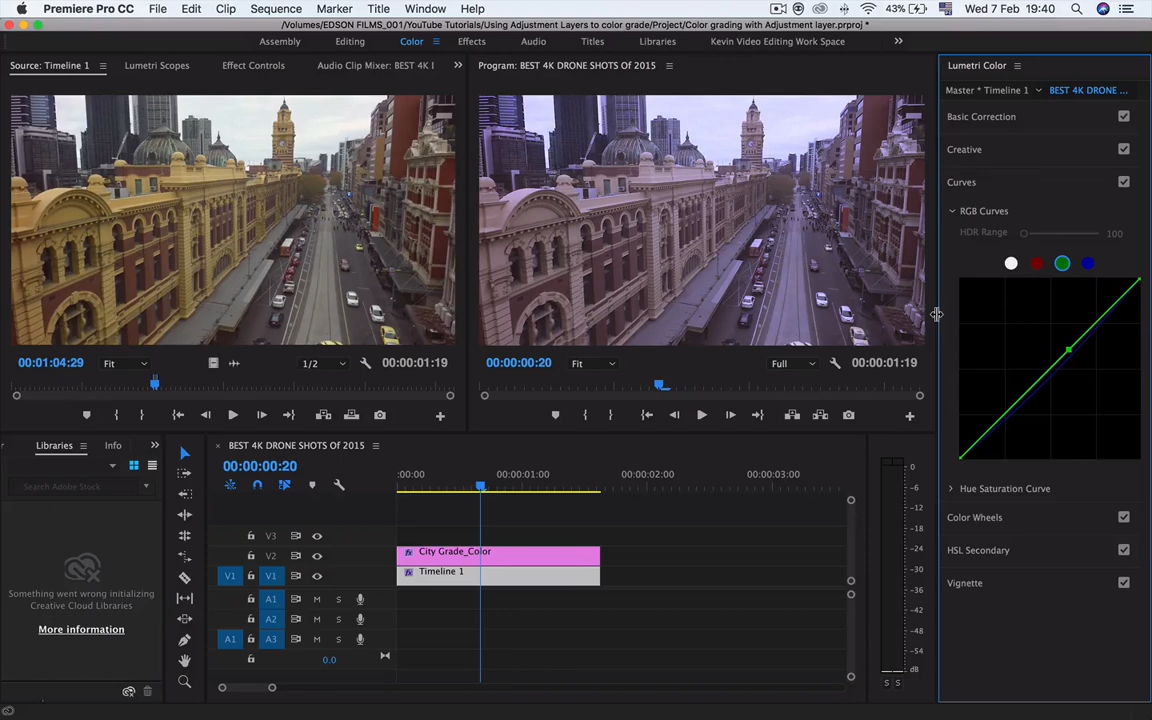 Premiere Pro CC File Edit Clip Sequence Marker Title Window Help 43% Wed 7 Feb 19:40
/Volumes/EDSON FILMS_001/YouTube Tutorials/Using Adjustment Layers to color grade/Project/Color grading with Adjustment layer.prproj *
Assembly Editing Color Effects Audio Titles Libraries Kevin Video Editing Work Space
Source: Timeline 1 Lumetri Scopes Effect Controls Audio Clip Mixer: BEST 4K
Program: BEST 4K DRONE SHOTS OF 2015
Lumetri Color
Master * Timeline 1 BEST 4K DRONE ...
Basic Correction
Creative
Curves
RGB Curves
HDR Range 100
00:01:04:29 Fit 1/2 00:00:01:19
00:00:00:20 Fit Full 00:00:01:19
Hue Saturation Curve
Color Wheels
HSL Secondary
Vignette
Libraries Info
Search Adobe Stock
Something went wrong initializing
Creative Cloud Libraries
More information
× BEST 4K DRONE SHOTS OF 2015
00:00:00:20
:00:00 00:00:01:00 00:00:02:00 00:00:03:00
V3
V2 City Grade_Color
V1 V1 Timeline 1
A1 M S
A2 M S
A1 A3 M S
0.0
0
-6
-12
-18
-24
-30
-36
-42
-48
-54
dB
S S